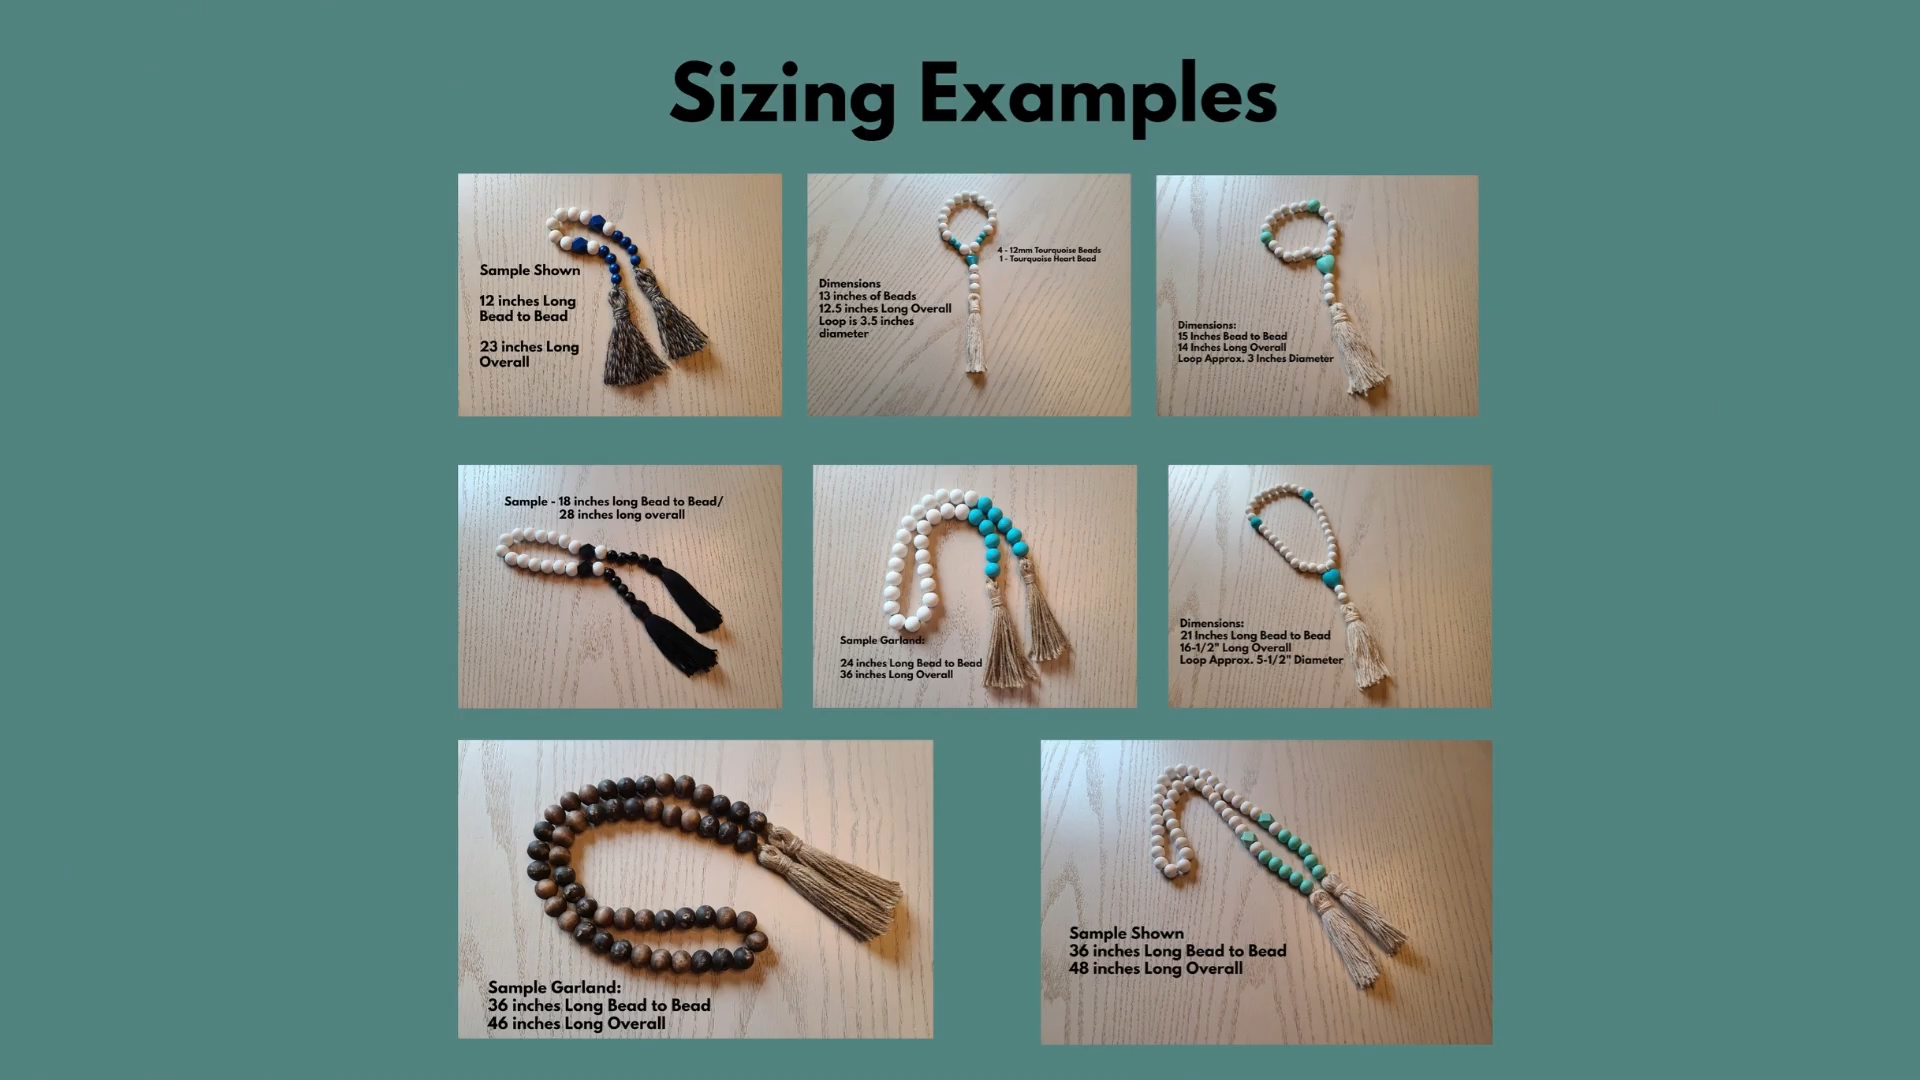 Sizing Examples
Sample Shown
12 inches Long
Bead to Bead
23 inches Long
Overall
4 - 12mm Tourquoise Beads
1 - Tourquoise Heart Bead
Dimensions
13 inches of Beads
12.5 inches Long Overall
Loop is 3.5 inches
diameter
Dimensions:
15 Inches Bead to Bead
14 Inches Long Overall
Loop Approx. 3 Inches Diameter
Sample - 18 inches long Bead to Bead/
28 inches long overall
Sample Garland:
24 inches Long Bead to Bead
36 inches Long Overall
Dimensions:
21 Inches Long Bead to Bead
16-1/2" Long Overall
Loop Approx. 5-1/2" Diameter
Sample Garland:
36 inches Long Bead to Bead
46 inches Long Overall
Sample Shown
36 inches Long Bead to Bead
48 inches Long Overall